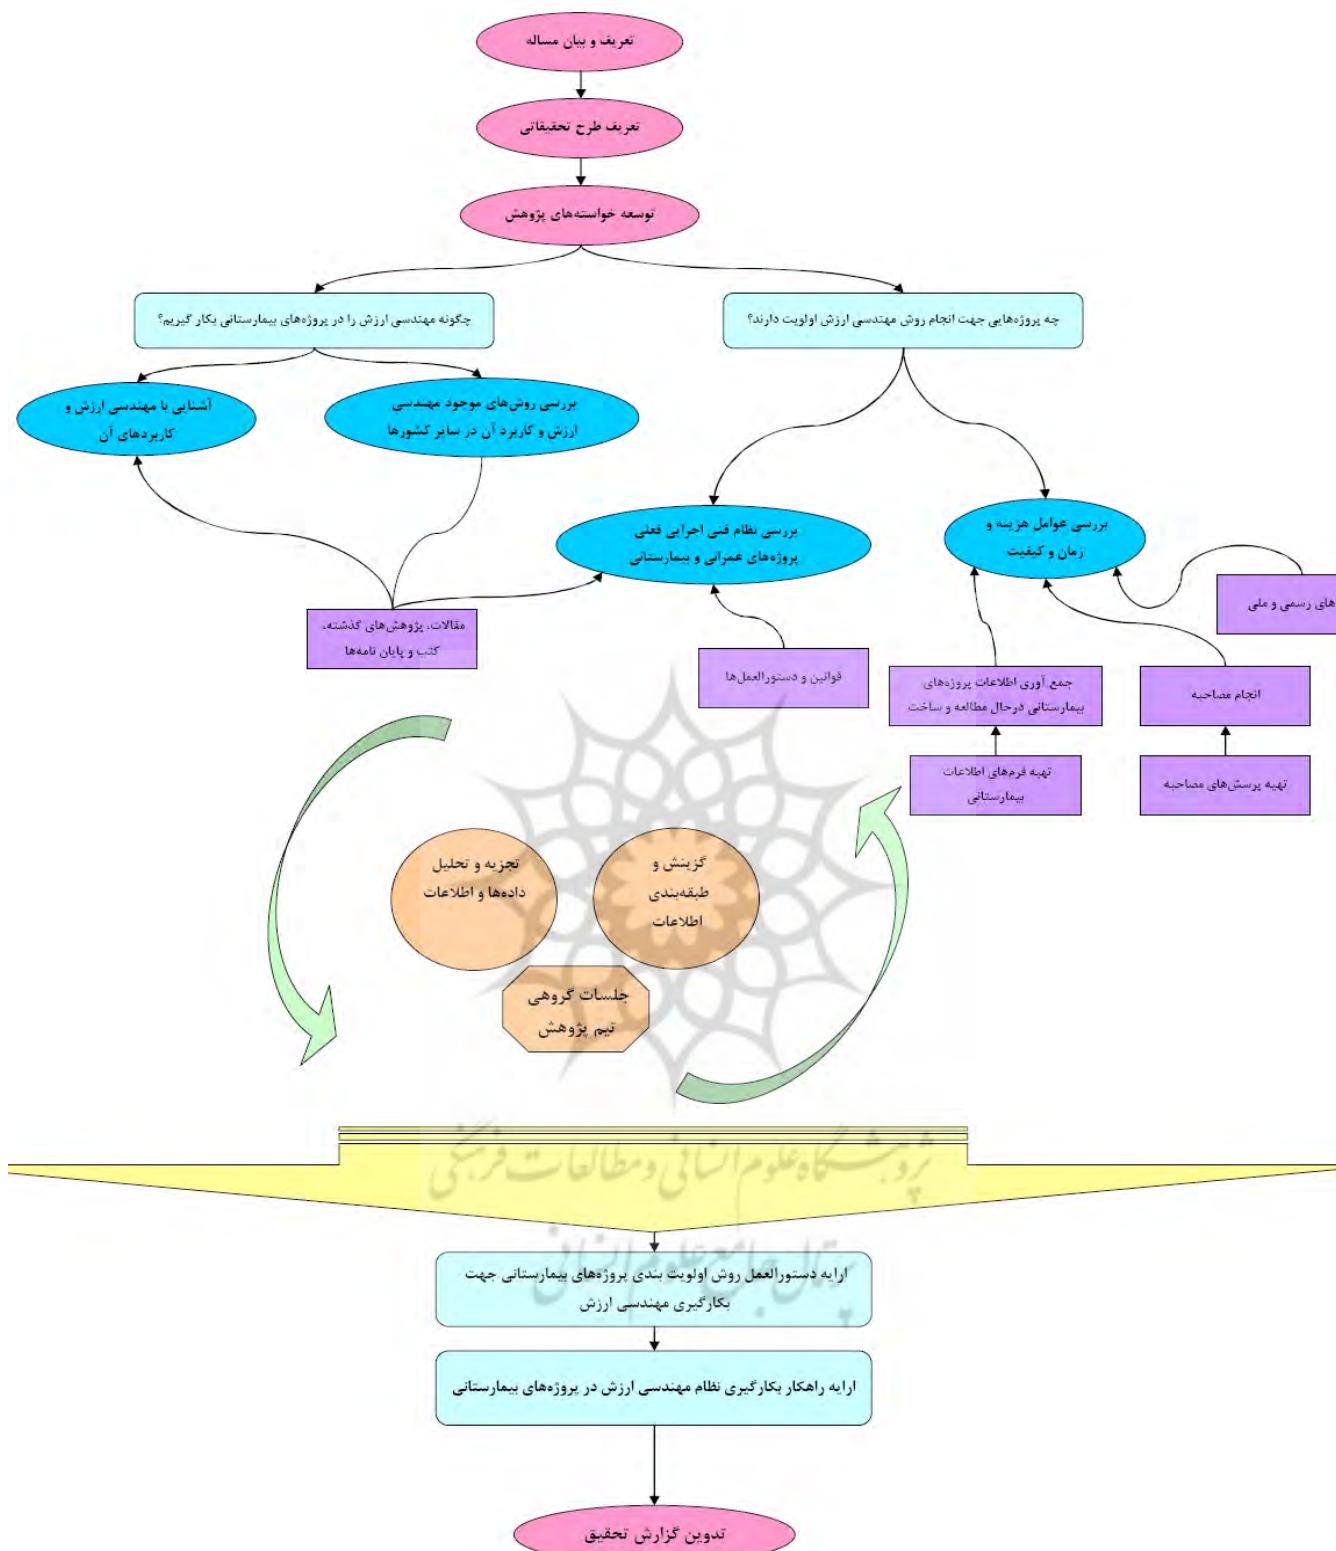 تعریف و بیان مساله
تعریف طرح تحقیقاتی
توسعه خواسته‌های پژوهش
چه پروژه‌هایی جهت انجام روش مهندسی ارزش اولویت دارند؟
چگونه مهندسی ارزش را در پروژه‌های بیمارستانی بکار گیریم؟
بررسی روش‌های موجود مهندسی
ارزش و کاربرد آن در سایر کشورها
آشنایی با مهندسی ارزش و
کاربردهای آن
بررسی عوامل هزینه و
زمان و کیفیت
بررسی نظام فنی اجرایی فعلی
پروژه‌های عمرانی و بیمارستانی
های رسمی و ملی
مقالات، پژوهش‌های گذشته،
کتب و پایان نامه‌ها
قوانین و دستورالعمل‌ها
جمع آوری اطلاعات پروژه‌های
بیمارستانی درحال مطالعه و ساخت
انجام مصاحبه
تهیه فرم‌های اطلاعات
بیمارستانی
تهیه پرسش‌های مصاحبه
گزینش و
طبقه‌بندی
اطلاعات
تجزیه و تحلیل
داده‌ها و اطلاعات
جلسات گروهی
تیم پژوهش
پژوهشگاه علوم انسانی و مطالعات فرهنگی
پرتال جامع علوم انسانی
ارایه دستورالعمل روش اولویت بندی پروژه‌های بیمارستانی جهت
بکارگیری مهندسی ارزش
ارایه راهکار بکارگیری نظام مهندسی ارزش در پروژه‌های بیمارستانی
تدوین گزارش تحقیق